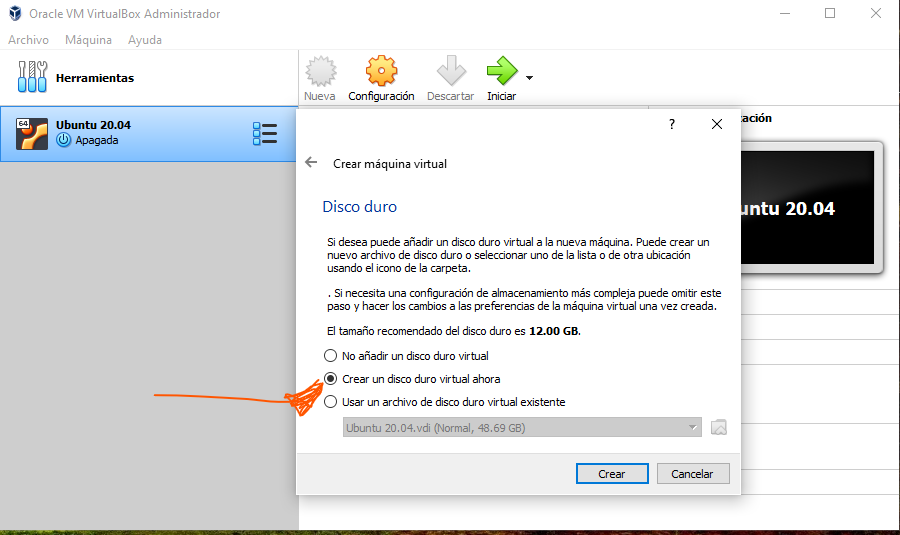 Oracle VM VirtualBox Administrador
Archivo Máquina Ayuda
Herramientas
Nueva Configuración Descartar Iniciar
64
Ubuntu 20.04
Apagada
?
Crear máquina virtual
Disco duro
Si desea puede añadir un disco duro virtual a la nueva máquina. Puede crear un
nuevo archivo de disco duro o seleccionar uno de la lista o de otra ubicación
usando el icono de la carpeta.
. Si necesita una configuración de almacenamiento más compleja puede omitir este
paso y hacer los cambios a las preferencias de la máquina virtual una vez creada.
El tamaño recomendado del disco duro es 12.00 GB.
No añadir un disco duro virtual
Crear un disco duro virtual ahora
Usar un archivo de disco duro virtual existente
Ubuntu 20.04.vdi (Normal, 48.69 GB)
Crear Cancelar
20.04